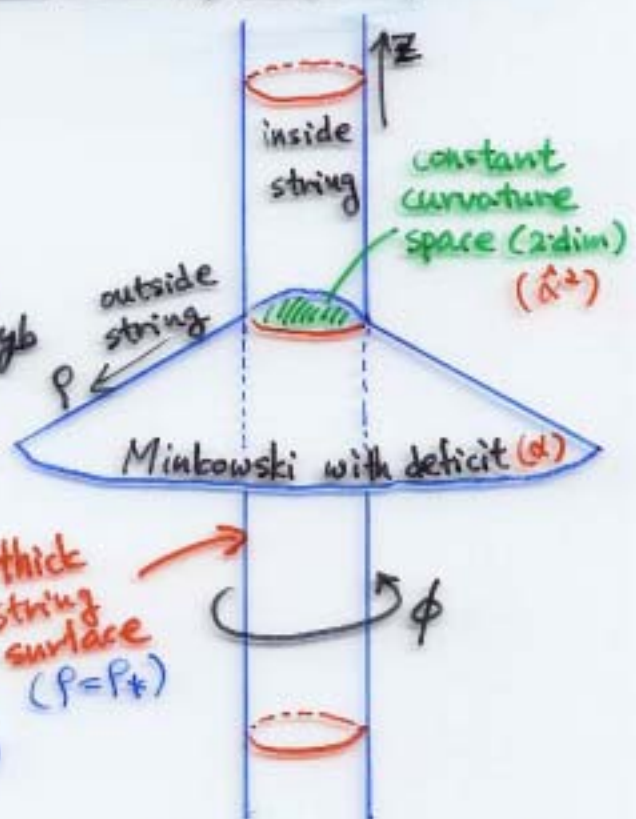 z
inside
string
constant
curvature
space (2-dim)
(α̂²)
outside
string
ρ
Minkowski with deficit (α)
thick
string
surface
(ρ=ρ*)
φ